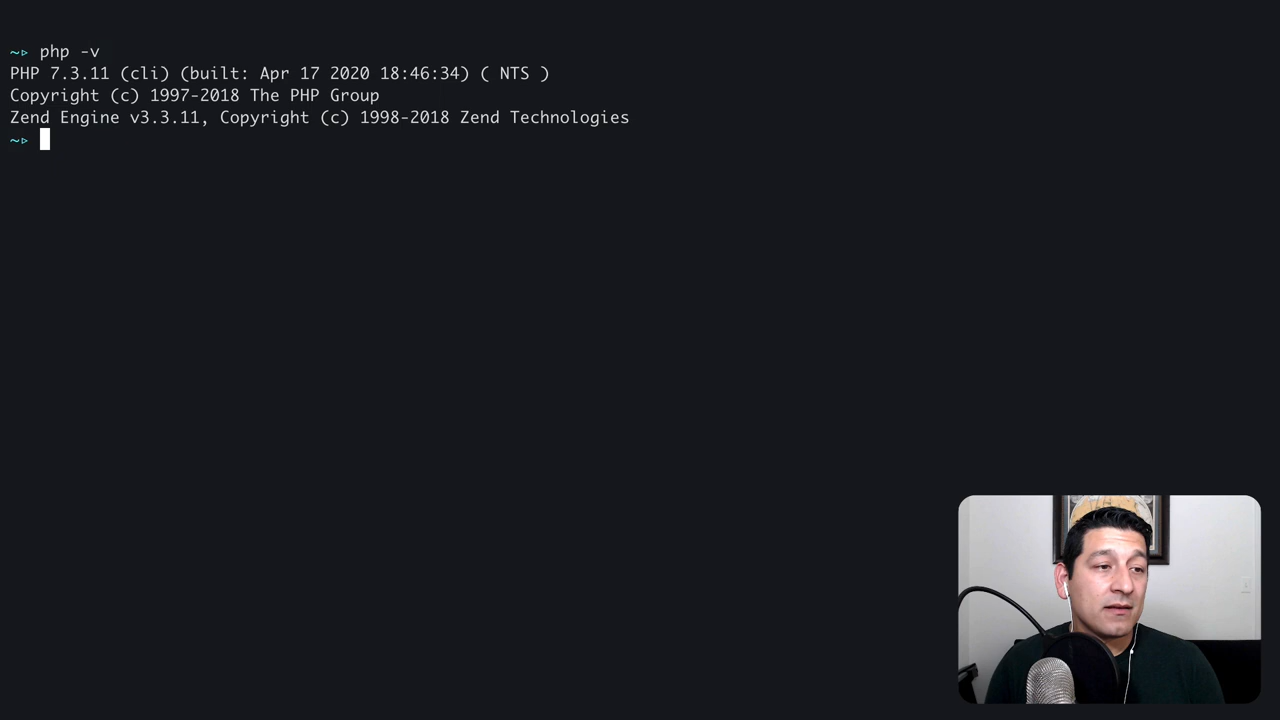 ~▹ php -v
PHP 7.3.11 (cli) (built: Apr 17 2020 18:46:34) ( NTS )
Copyright (c) 1997-2018 The PHP Group
Zend Engine v3.3.11, Copyright (c) 1998-2018 Zend Technologies
~▹